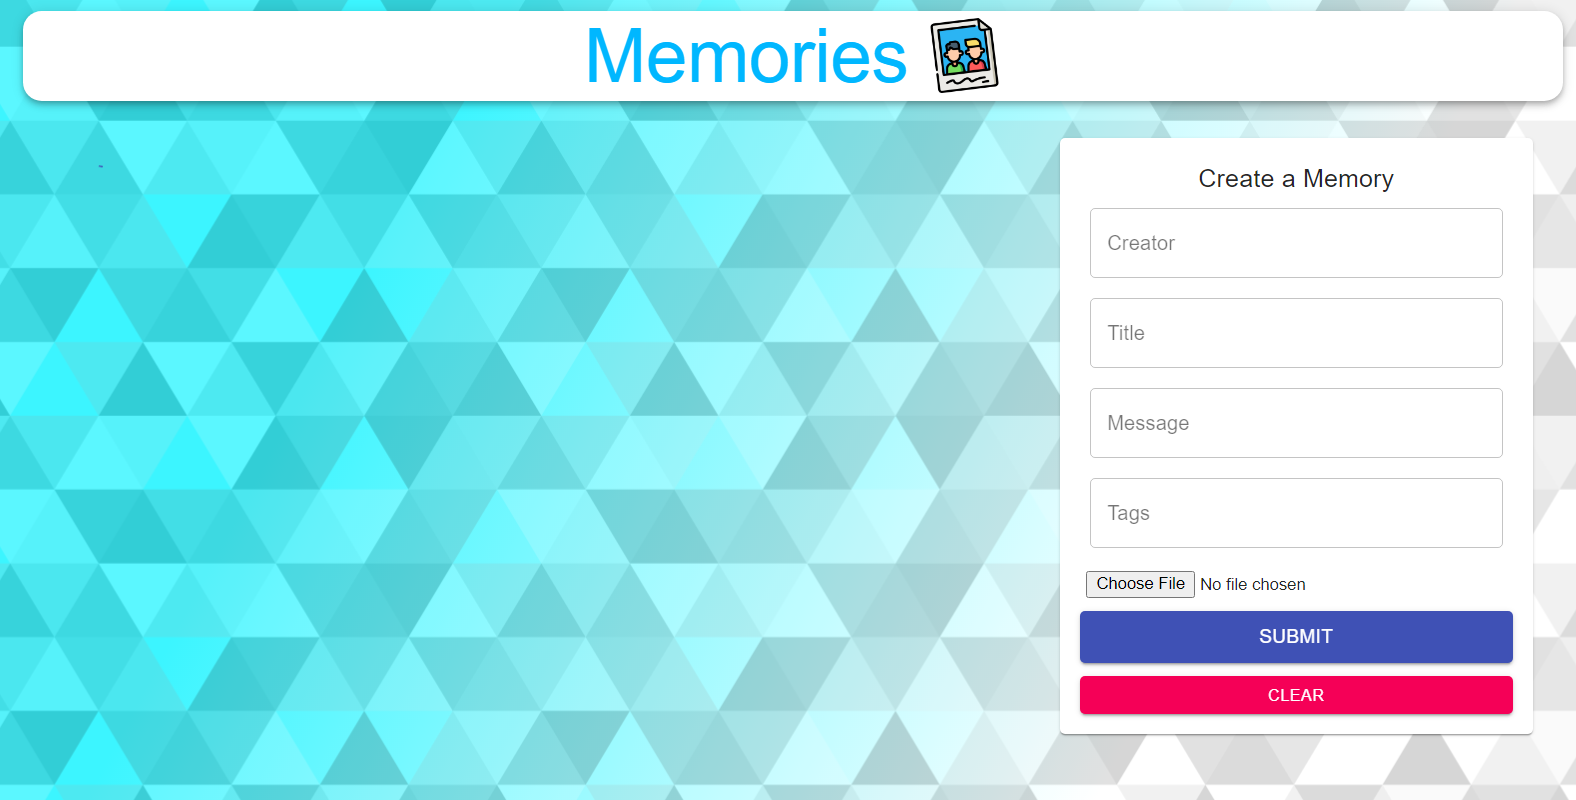 Memories
Create a Memory
Creator
Title
Message
Tags
Choose File No file chosen
SUBMIT
CLEAR